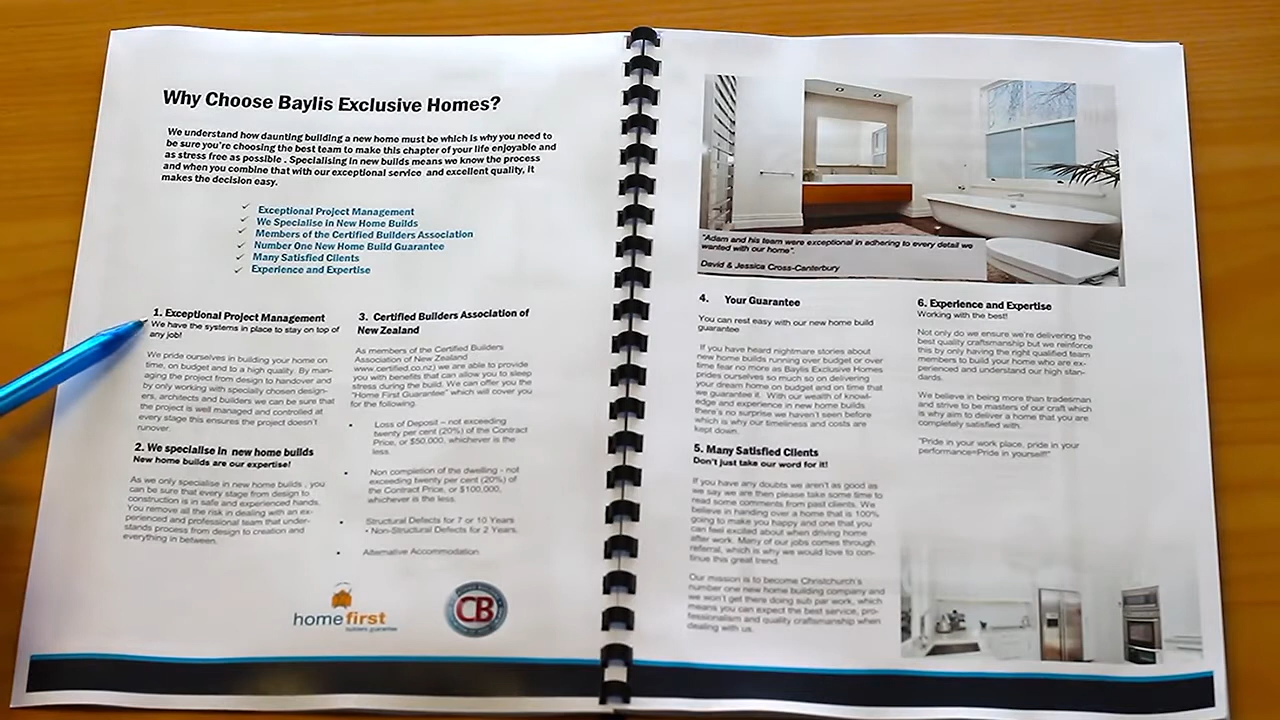 Why Choose Baylis Exclusive Homes?
We understand how daunting building a new home must be which is why you need to
be sure you're choosing the best team to make this chapter of your life enjoyable and
as stress free as possible . Specialising in new builds means we know the process
and when you combine that with our exceptional service and excellent quality, it
makes the decision easy.
Exceptional Project Management
We Specialise in New Home Builds
Members of the Certified Builders Association
Number One New Home Build Guarantee
Many Satisfied Clients
Experience and Expertise
1. Exceptional Project Management
We have the systems in place to stay on top of
any job!
We pride ourselves in building your home on
time, on budget and to a high quality. By man-
aging the project from design to handover and
by only working with specially chosen design-
ers, architects and builders we can be sure that
the project is well managed and controlled at
every stage this ensures the project doesn't
runover.
2. We specialise in new home builds
New home builds are our expertise!
As we only specialise in new home builds , you
can be sure that every stage from design to
construction is in safe and experienced hands.
You remove all the risk in dealing with an ex-
perienced and professional team that under-
stands process from design to creation and
everything in between.
3. Certified Builders Association of
New Zealand
As members of the Certified Builders
Association of New Zealand
www.certified.co.nz) we are able to provide
you with benefits that can allow you to sleep
stress during the build. We can offer you the
"Home First Guarantee" which will cover you
for the following.
• Loss of Deposit – not exceeding
twenty per cent (20%) of the Contract
Price, or $50,000, whichever is the
less.
• Non completion of the dwelling - not
exceeding twenty per cent (20%) of
the Contract Price, or $100,000,
whichever is the less.
• Structural Defects for 7 or 10 Years
- Non-Structural Defects for 2 Years.
• Alternative Accommodation
homefirst
builders guarantee
CB
"Adam and his team were exceptional in adhering to every detail we
wanted with our home".
David & Jessica Cross-Canterbury
4. Your Guarantee
You can rest easy with our new home build
guarantee
If you have heard nightmare stories about
new home builds running over budget or over
time fear no more as Baylis Exclusive Homes
prides ourselves so much so on delivering
your dream home on budget and on time that
we guarantee it. With our wealth of knowl-
edge and experience in new home builds
there's no surprise we haven't seen before
which is why our timeliness and costs are
kept down.
5. Many Satisfied Clients
Don't just take our word for it!
If you have any doubts we aren't as good as
we say we are then please take some time to
read some comments from past clients. We
believe in handing over a home that is 100%
going to make you happy and one that you
can feel excited about when driving home
after work. Many of our jobs comes through
referral, which is why we would love to con-
tinue this great trend.
Our mission is to become Christchurch's
number one new home building company and
we won't get there doing sub par work, which
means you can expect the best service, pro-
fessionalism and quality craftsmanship when
dealing with us.
6. Experience and Expertise
Working with the best!
Not only do we ensure we're delivering the
best quality craftsmanship but we reinforce
this by only having the right qualified team
members to build your home who are ex-
perienced and understand our high stan-
dards.
We believe in being more than tradesman
and strive to be masters of our craft which
is why aim to deliver a home that you are
completely satisfied with.
"Pride in your work place, pride in your
performance=Pride in yourself!"